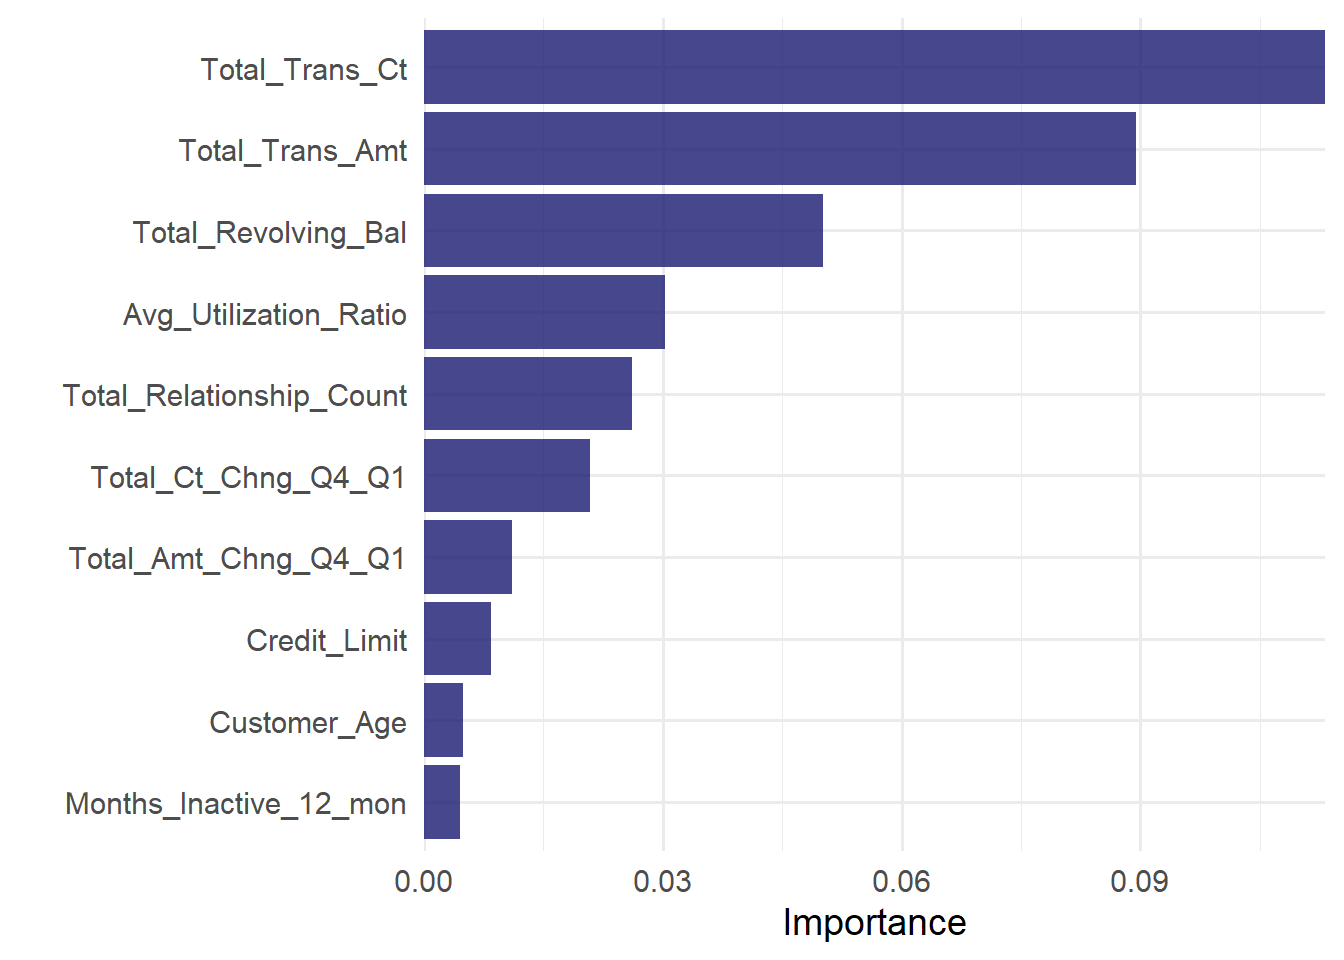 Total_Trans_Ct
Total_Trans_Amt
Total_Revolving_Bal
Avg_Utilization_Ratio
Total_Relationship_Count
Total_Ct_Chng_Q4_Q1
Total_Amt_Chng_Q4_Q1
Credit_Limit
Customer_Age
Months_Inactive_12_mon
0.00 0.03 0.06 0.09
Importance